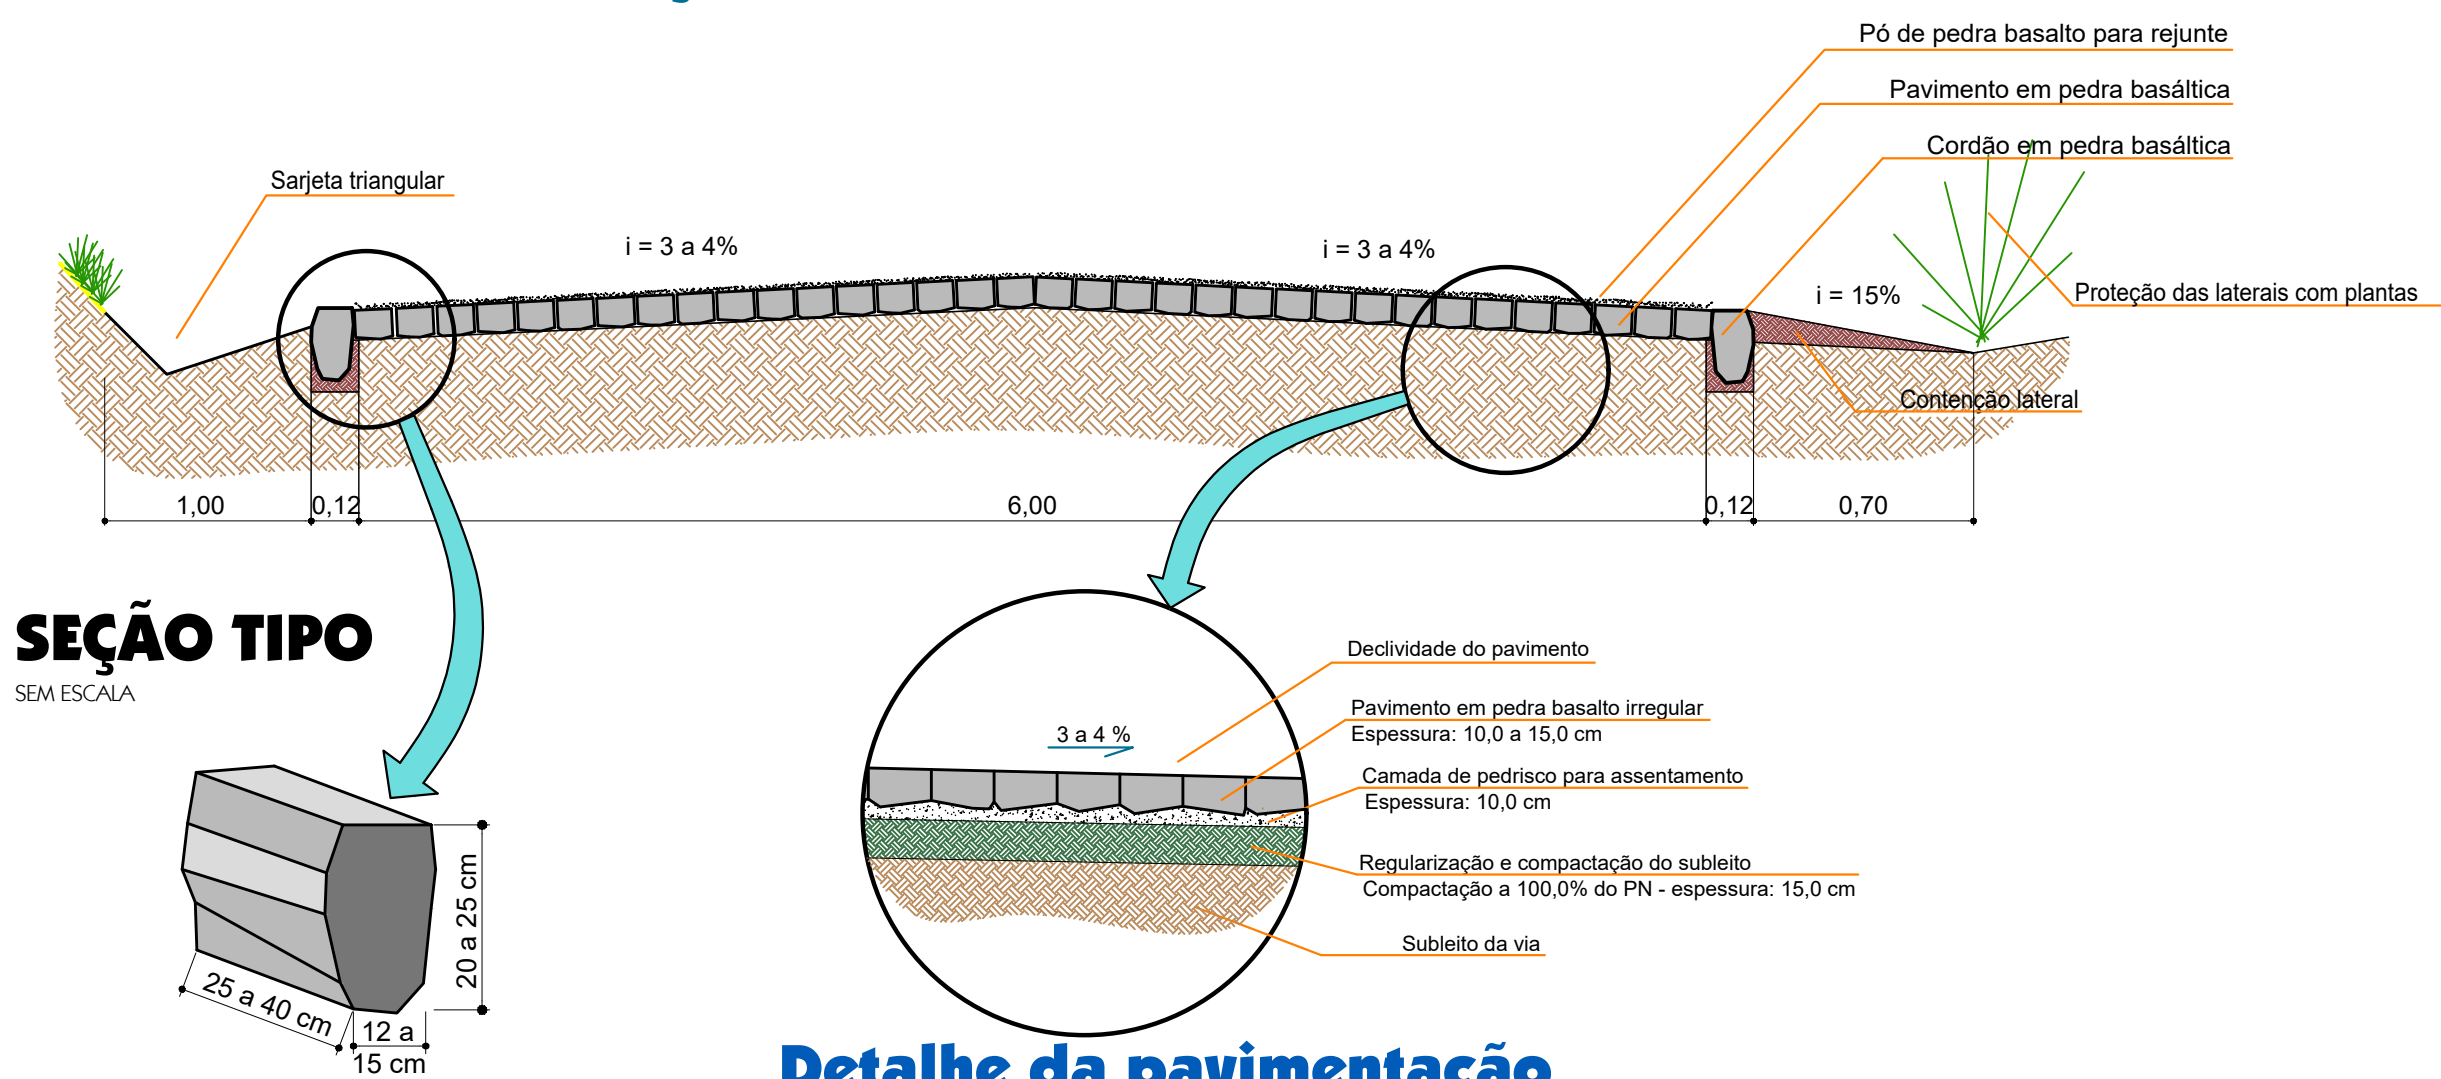 Pó de pedra basalto para rejunte
Pavimento em pedra basáltica
Cordão em pedra basáltica
Sarjeta triangular
i = 3 a 4%
i = 3 a 4%
i = 15%
Proteção das laterais com plantas
Contenção lateral
1,00
0,12
6,00
0,12
0,70
SEÇÃO TIPO
SEM ESCALA
Declividade do pavimento
Pavimento em pedra basalto irregular
Espessura: 10,0 a 15,0 cm
3 a 4 %
Camada de pedrisco para assentamento
Espessura: 10,0 cm
Regularização e compactação do subleito
Compactação a 100,0% do PN - espessura: 15,0 cm
Subleito da via
20 a 25 cm
25 a 40 cm
12 a
15 cm
Detalhe da pavimentação